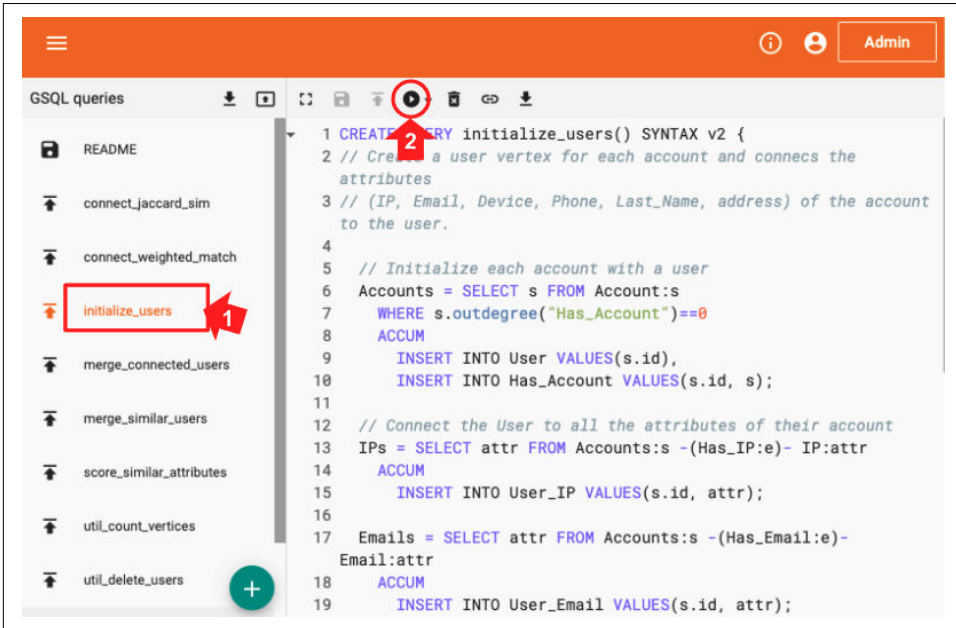 Admin
GSQL queries
README
connect_jaccard_sim
connect_weighted_match
initialize_users
1
merge_connected_users
merge_similar_users
score_similar_attributes
util_count_vertices
util_delete_users
+
2
1 CREATE RY initialize_users() SYNTAX v2 {
2 // Cre a user vertex for each account and connecs the
attributes
3 // (IP, Email, Device, Phone, Last_Name, address) of the account
to the user.
4
5 // Initialize each account with a user
6 Accounts = SELECT s FROM Account:s
7 WHERE s.outdegree("Has_Account")==0
8 ACCUM
9 INSERT INTO User VALUES(s.id),
10 INSERT INTO Has_Account VALUES(s.id, s);
11
12 // Connect the User to all the attributes of their account
13 IPs = SELECT attr FROM Accounts:s -(Has_IP:e)- IP:attr
14 ACCUM
15 INSERT INTO User_IP VALUES(s.id, attr);
16
17 Emails = SELECT attr FROM Accounts:s -(Has_Email:e)-
Email:attr
18 ACCUM
19 INSERT INTO User_Email VALUES(s.id, attr);